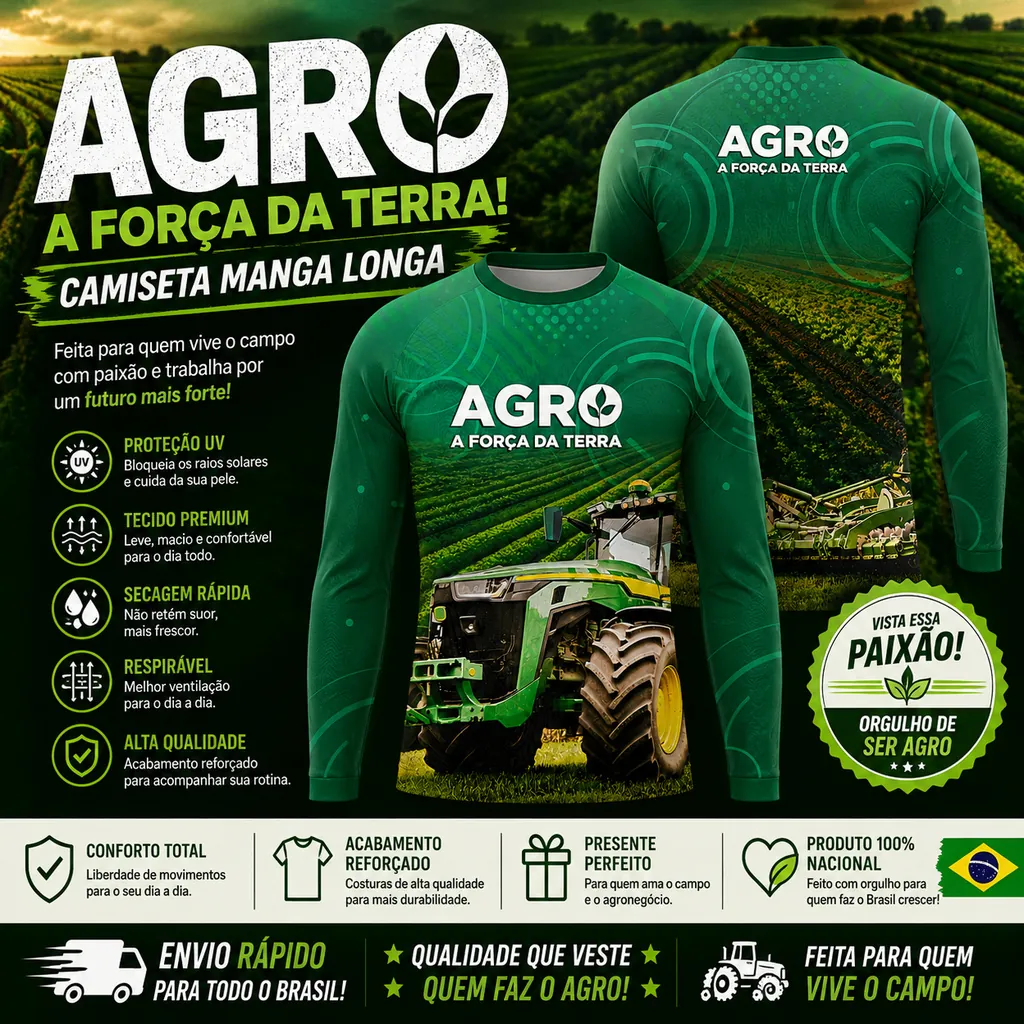 AGRO
A FORÇA DA TERRA!
CAMISETA MANGA LONGA
Feita para quem vive o campo
com paixão e trabalha por
um futuro mais forte!
UV
PROTEÇÃO UV
Bloqueia os raios solares
e cuida da sua pele.
TECIDO PREMIUM
Leve, macio e confortável
para o dia todo.
SECAGEM RÁPIDA
Não retém suor,
mais frescor.
RESPIRÁVEL
Melhor ventilação
para o dia a dia.
ALTA QUALIDADE
Acabamento reforçado
para acompanhar sua rotina.
AGRO
A FORÇA DA TERRA
AGRO
A FORÇA DA TERRA
VISTA ESSA
PAIXÃO!
ORGULHO DE
SER AGRO
CONFORTO TOTAL
Liberdade de movimentos
para o seu dia a dia.
ACABAMENTO
REFORÇADO
Costuras de alta qualidade
para mais durabilidade.
PRESENTE
PERFEITO
Para quem ama o campo
e o agronegócio.
PRODUTO 100%
NACIONAL
Feito com orgulho para
quem faz o Brasil crescer!
ENVIO RÁPIDO
PARA TODO O BRASIL!
QUALIDADE QUE VESTE
QUEM FAZ O AGRO!
FEITA PARA QUEM
VIVE O CAMPO!